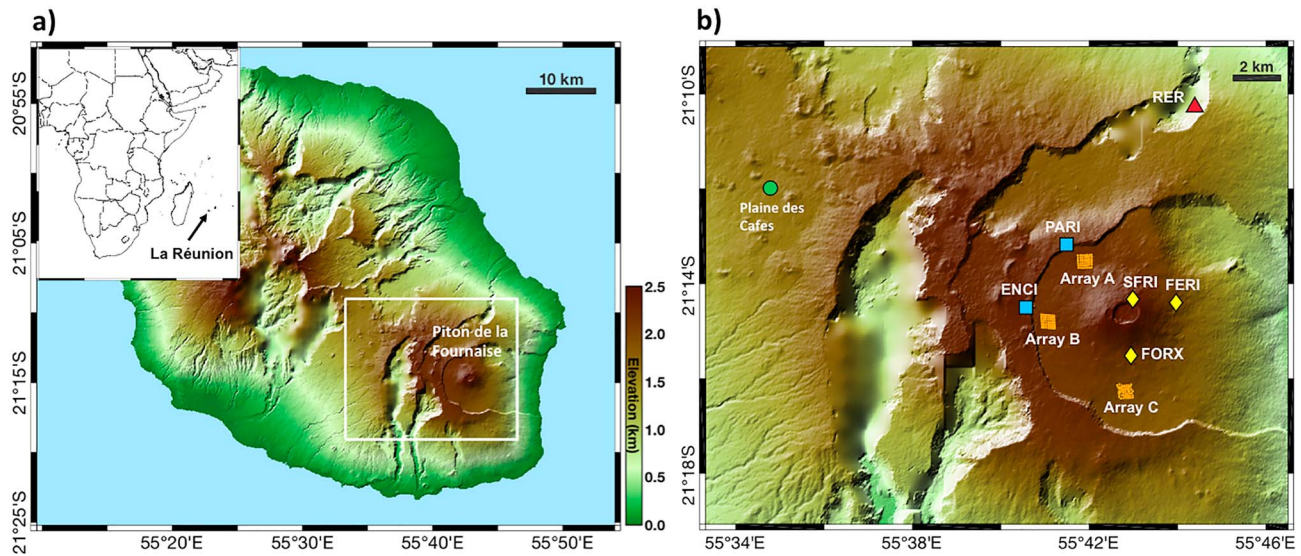 a)
10 km
20°55'S
21°05'S
21°15'S
21°25'S
La Réunion
Piton de la
Fournaise
2.5
2.0
1.5
1.0
0.5
0.0
Elevation (km)
55°20'E
55°30'E
55°40'E
55°50'E
b)
2 km
21°10'S
21°14'S
21°18'S
RER
Plaine des
Cafes
PARI
Array A
SFRI
FERI
ENCI
Array B
FORX
Array C
55°34'E
55°38'E
55°42'E
55°46'E